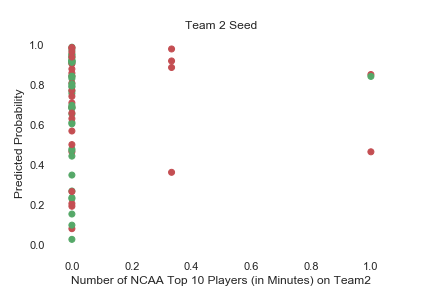 Team 2 Seed
1.0
0.8
0.6
0.4
0.2
0.0
Predicted Probability
0.0 0.2 0.4 0.6 0.8 1.0
Number of NCAA Top 10 Players (in Minutes) on Team2